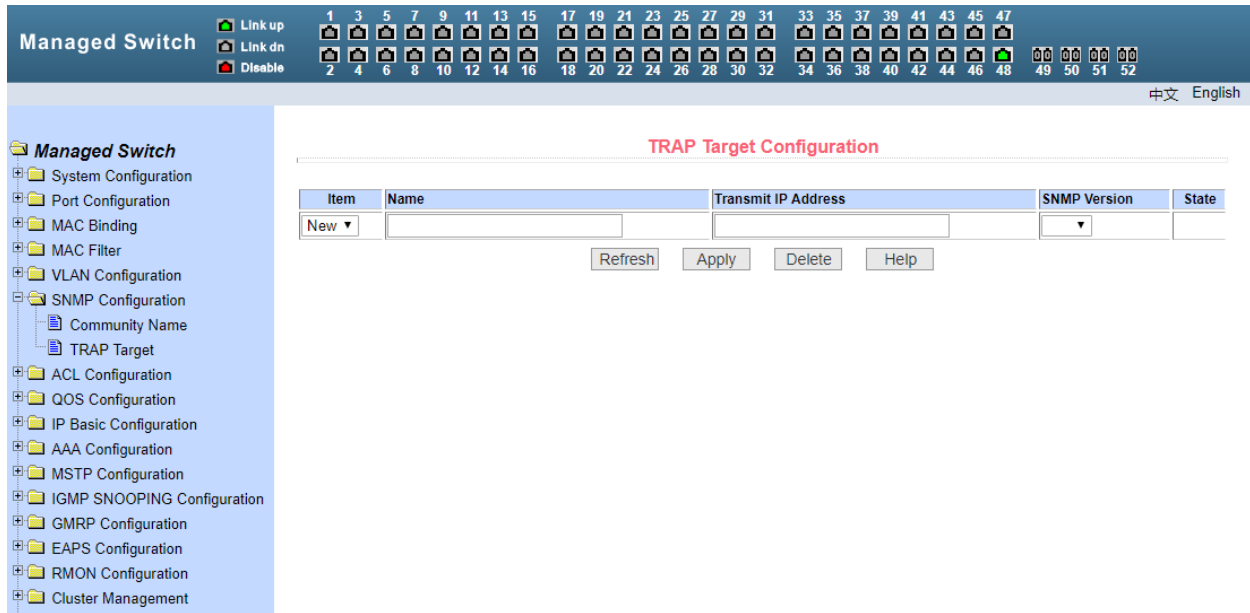 Managed Switch
Link up
Link dn
Disable
1 3 5 7 9 11 13 15 17 19 21 23 25 27 29 31 33 35 37 39 41 43 45 47
2 4 6 8 10 12 14 16 18 20 22 24 26 28 30 32 34 36 38 40 42 44 46 48 49 50 51 52
中文 English
Managed Switch
System Configuration
Port Configuration
MAC Binding
MAC Filter
VLAN Configuration
SNMP Configuration
Community Name
TRAP Target
ACL Configuration
QOS Configuration
IP Basic Configuration
AAA Configuration
MSTP Configuration
IGMP SNOOPING Configuration
GMRP Configuration
EAPS Configuration
RMON Configuration
Cluster Management
TRAP Target Configuration
Item Name Transmit IP Address SNMP Version State
New
Refresh Apply Delete Help